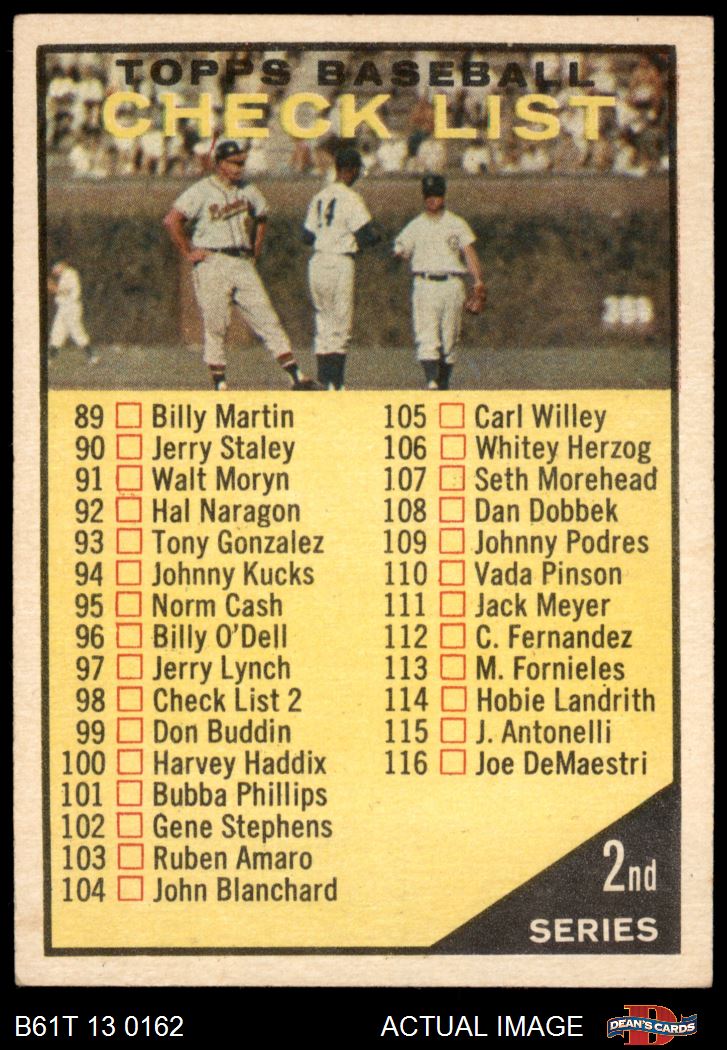 TOPPS BASEBALL
CHECK LIST
Braves
14
89 Billy Martin
90 Jerry Staley
91 Walt Moryn
92 Hal Naragon
93 Tony Gonzalez
94 Johnny Kucks
95 Norm Cash
96 Billy O'Dell
97 Jerry Lynch
98 Check List 2
99 Don Buddin
100 Harvey Haddix
101 Bubba Phillips
102 Gene Stephens
103 Ruben Amaro
104 John Blanchard
105 Carl Willey
106 Whitey Herzog
107 Seth Morehead
108 Dan Dobbek
109 Johnny Podres
110 Vada Pinson
111 Jack Meyer
112 C. Fernandez
113 M. Fornieles
114 Hobie Landrith
115 J. Antonelli
116 Joe DeMaestri
2nd
SERIES
B61T 13 0162
ACTUAL IMAGE
D
DEAN'S CARDS